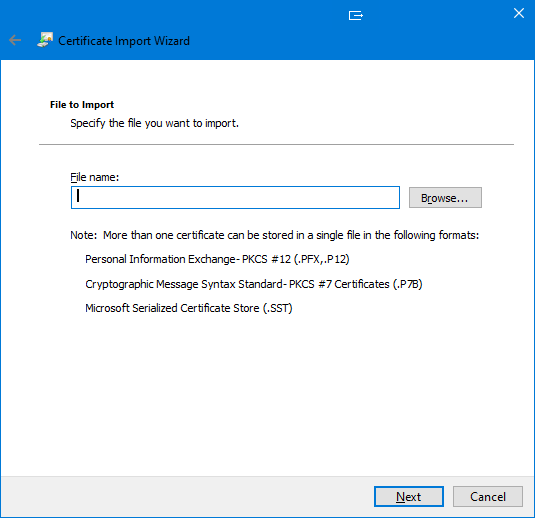 Certificate Import Wizard
File to Import
Specify the file you want to import.
File name:
Browse...
Note:  More than one certificate can be stored in a single file in the following formats:
Personal Information Exchange- PKCS #12 (.PFX,.P12)
Cryptographic Message Syntax Standard- PKCS #7 Certificates (.P7B)
Microsoft Serialized Certificate Store (.SST)
Next
Cancel